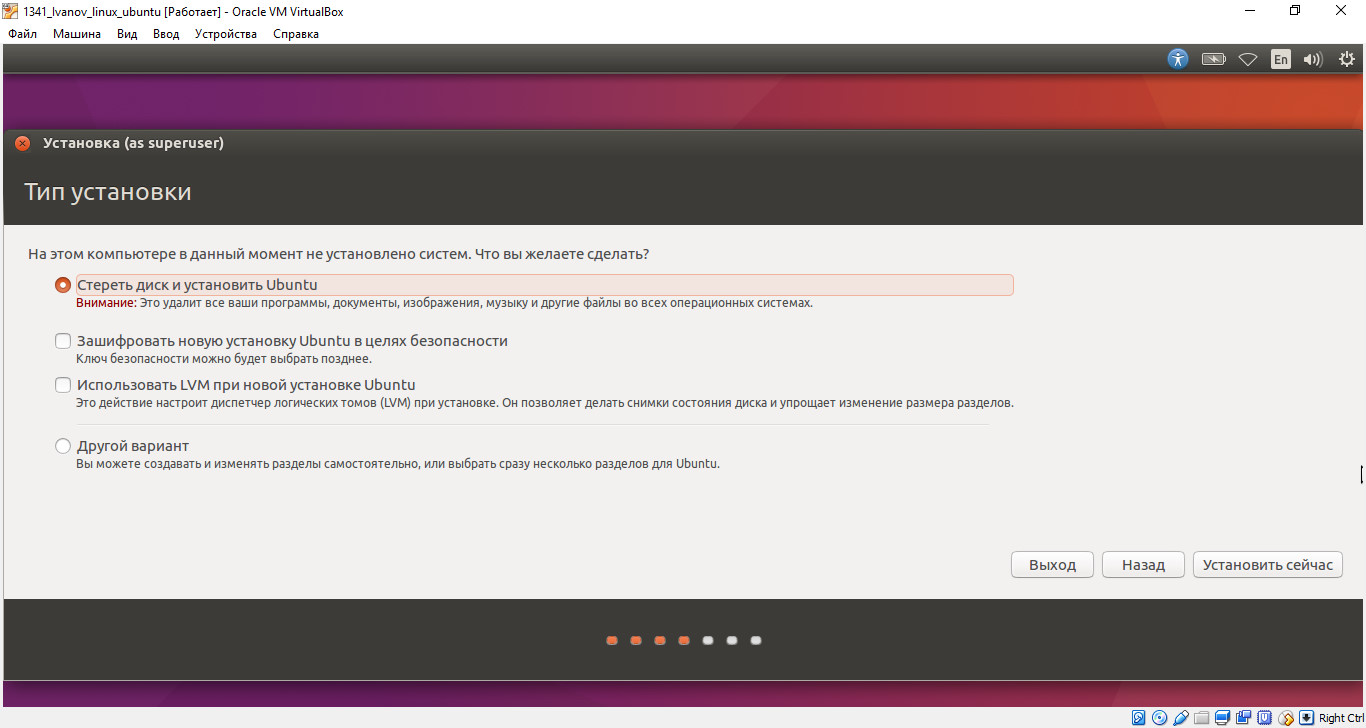 1341_Ivanov_linux_ubuntu [Работает] - Oracle VM VirtualBox
Файл Машина Вид Ввод Устройства Справка
En
Установка (as superuser)
Тип установки
На этом компьютере в данный момент не установлено систем. Что вы желаете сделать?
Стереть диск и установить Ubuntu
Внимание: Это удалит все ваши программы, документы, изображения, музыку и другие файлы во всех операционных системах.
Зашифровать новую установку Ubuntu в целях безопасности
Ключ безопасности можно будет выбрать позднее.
Использовать LVM при новой установке Ubuntu
Это действие настроит диспетчер логических томов (LVM) при установке. Он позволяет делать снимки состояния диска и упрощает изменение размера разделов.
Другой вариант
Вы можете создавать и изменять разделы самостоятельно, или выбрать сразу несколько разделов для Ubuntu.
Выход Назад Установить сейчас
Right Ctrl